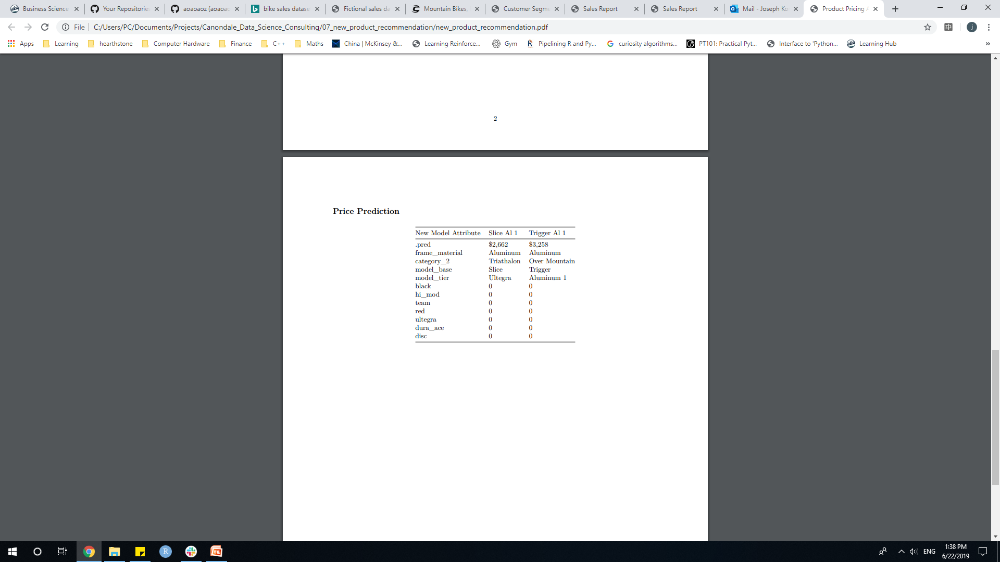 Business Science
Your Repositories
aoaoaoz (aoaoao
bike sales datase
Fictional sales da
Mountain Bikes,
Customer Segme
Sales Report
Sales Report
Mail - Joseph Ko
Product Pricing
File
C:/Users/PC/Documents/Projects/Canondale_Data_Science_Consulting/07_new_product_recommendation/new_product_recommendation.pdf
j
Apps
Learning
hearthstone
Computer Hardware
Finance
C++
Maths
China | McKinsey &...
Learning Reinforce...
Gym
Pipelining R and Py...
curiosity algorithms...
PT101: Practical Pyt...
Interface to 'Python...
Learning Hub
»
2
Price Prediction
New Model Attribute Slice Al 1 Trigger Al 1
.pred $2,662 $3,258
frame_material Aluminum Aluminum
category_2 Triathalon Over Mountain
model_base Slice Trigger
model_tier Ultegra Aluminum 1
black 0 0
hi_mod 0 0
team 0 0
red 0 0
ultegra 0 0
dura_ace 0 0
disc 0 0
ENG
1:38 PM
6/22/2019